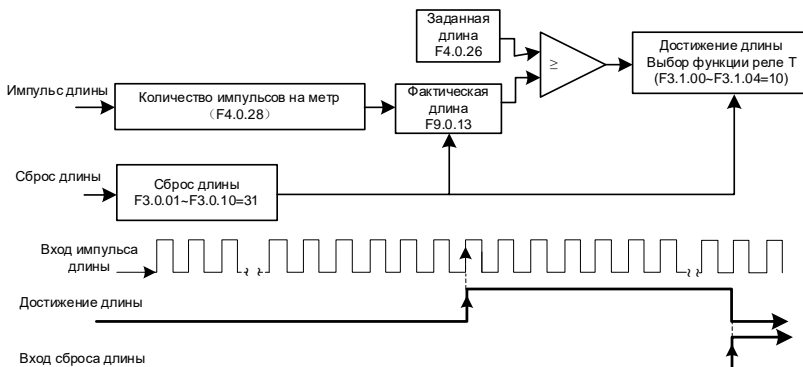 Заданная
длина
F4.0.26
Достижение длины
Выбор функции реле T
(F3.1.00~F3.1.04=10)
≥
Импульс длины
Количество импульсов на метр
（F4.0.28）
Фактическая
длина
F9.0.13
Сброс длины
Сброс длины
F3.0.01~F3.0.10=31
Вход импульса
длины
Достижение длины
Вход сброса длины